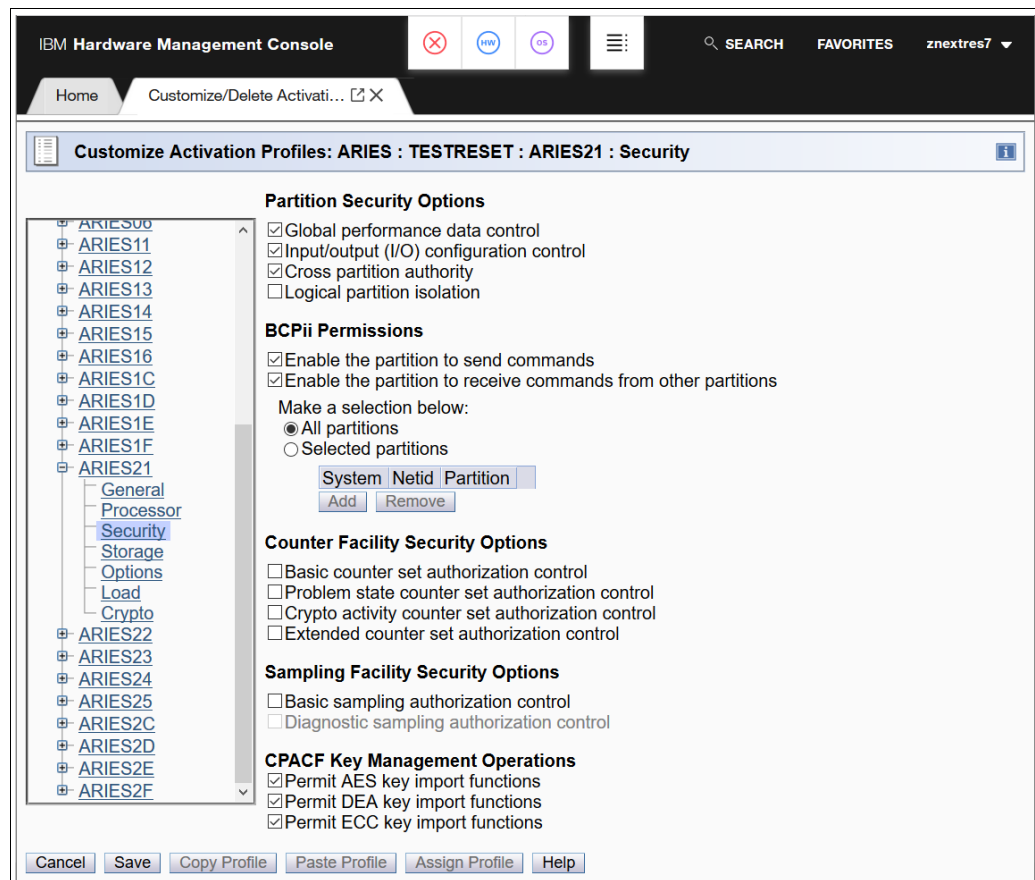 IBM Hardware Management Console
HW
OS
SEARCH
FAVORITES
znextres7
Home
Customize/Delete Activati...
Customize Activation Profiles: ARIES : TESTRESET : ARIES21 : Security
i
ARIES06
ARIES11
ARIES12
ARIES13
ARIES14
ARIES15
ARIES16
ARIES1C
ARIES1D
ARIES1E
ARIES1F
ARIES21
General
Processor
Security
Storage
Options
Load
Crypto
ARIES22
ARIES23
ARIES24
ARIES25
ARIES2C
ARIES2D
ARIES2E
ARIES2F
Partition Security Options
Global performance data control
Input/output (I/O) configuration control
Cross partition authority
Logical partition isolation
BCPii Permissions
Enable the partition to send commands
Enable the partition to receive commands from other partitions
Make a selection below:
All partitions
Selected partitions
System Netid Partition
Add Remove
Counter Facility Security Options
Basic counter set authorization control
Problem state counter set authorization control
Crypto activity counter set authorization control
Extended counter set authorization control
Sampling Facility Security Options
Basic sampling authorization control
Diagnostic sampling authorization control
CPACF Key Management Operations
Permit AES key import functions
Permit DEA key import functions
Permit ECC key import functions
Cancel Save Copy Profile Paste Profile Assign Profile Help